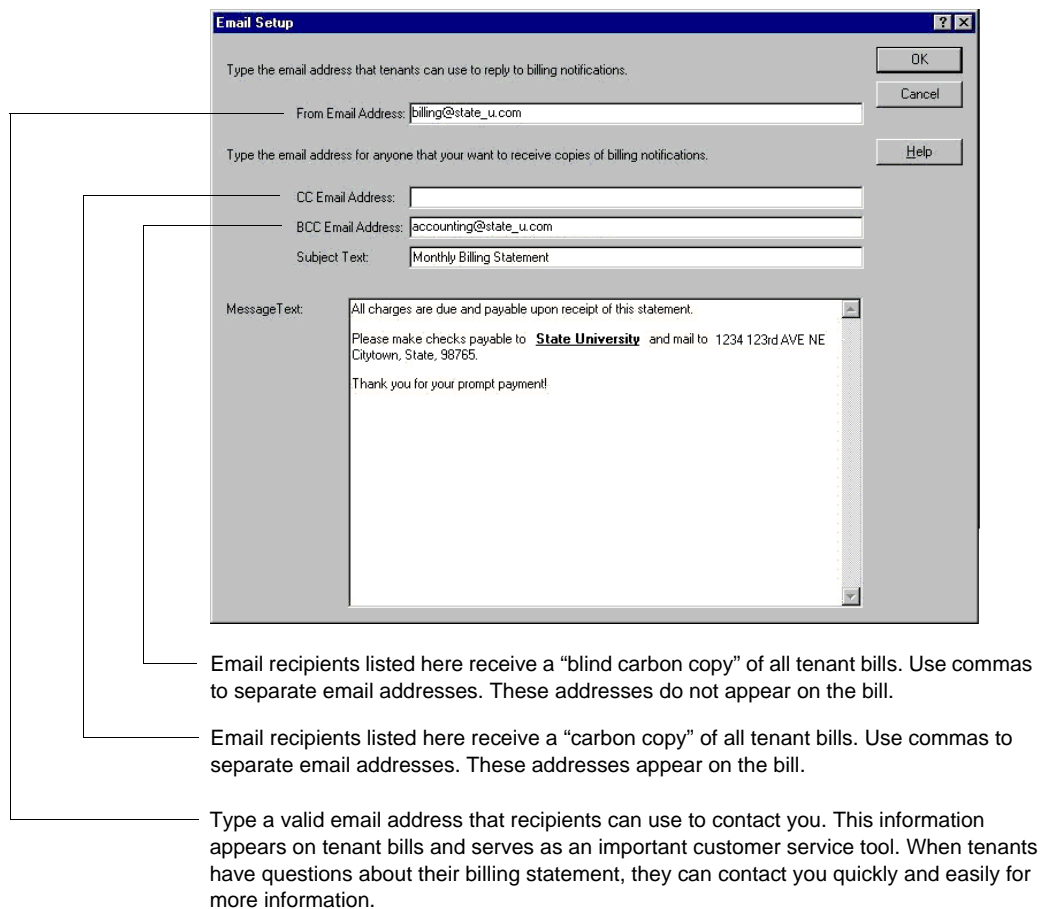 Email Setup
Type the email address that tenants can use to reply to billing notifications.
OK
Cancel
From Email Address: billing@state_u.com
Type the email address for anyone that your want to receive copies of billing notifications.
Help
CC Email Address:
BCC Email Address: accounting@state_u.com
Subject Text: Monthly Billing Statement
MessageText: All charges are due and payable upon receipt of this statement.
Please make checks payable to State University and mail to 1234 123rd AVE NE
Citytown, State, 98765.
Thank you for your prompt payment!
Email recipients listed here receive a “blind carbon copy” of all tenant bills. Use commas
to separate email addresses. These addresses do not appear on the bill.
Email recipients listed here receive a “carbon copy” of all tenant bills. Use commas to
separate email addresses. These addresses appear on the bill.
Type a valid email address that recipients can use to contact you. This information
appears on tenant bills and serves as an important customer service tool. When tenants
have questions about their billing statement, they can contact you quickly and easily for
more information.